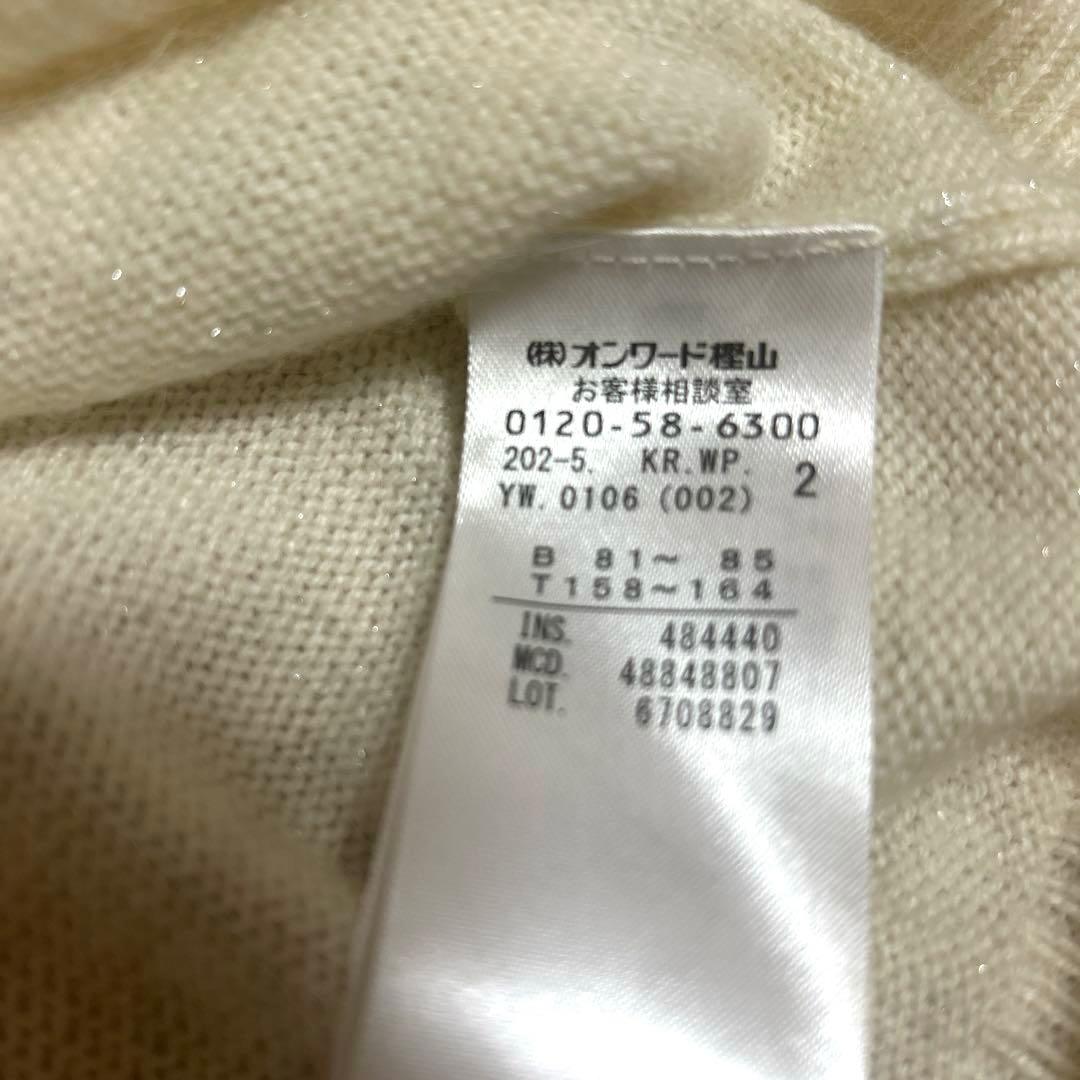 (株)オンワード樫山
お客様相談室
0120-58-6300
202-5. KR.WP. 2
YW.0106 (002)
B 81~ 85
T158~164
INS. 484440
MCD. 48848807
LOT. 6708829